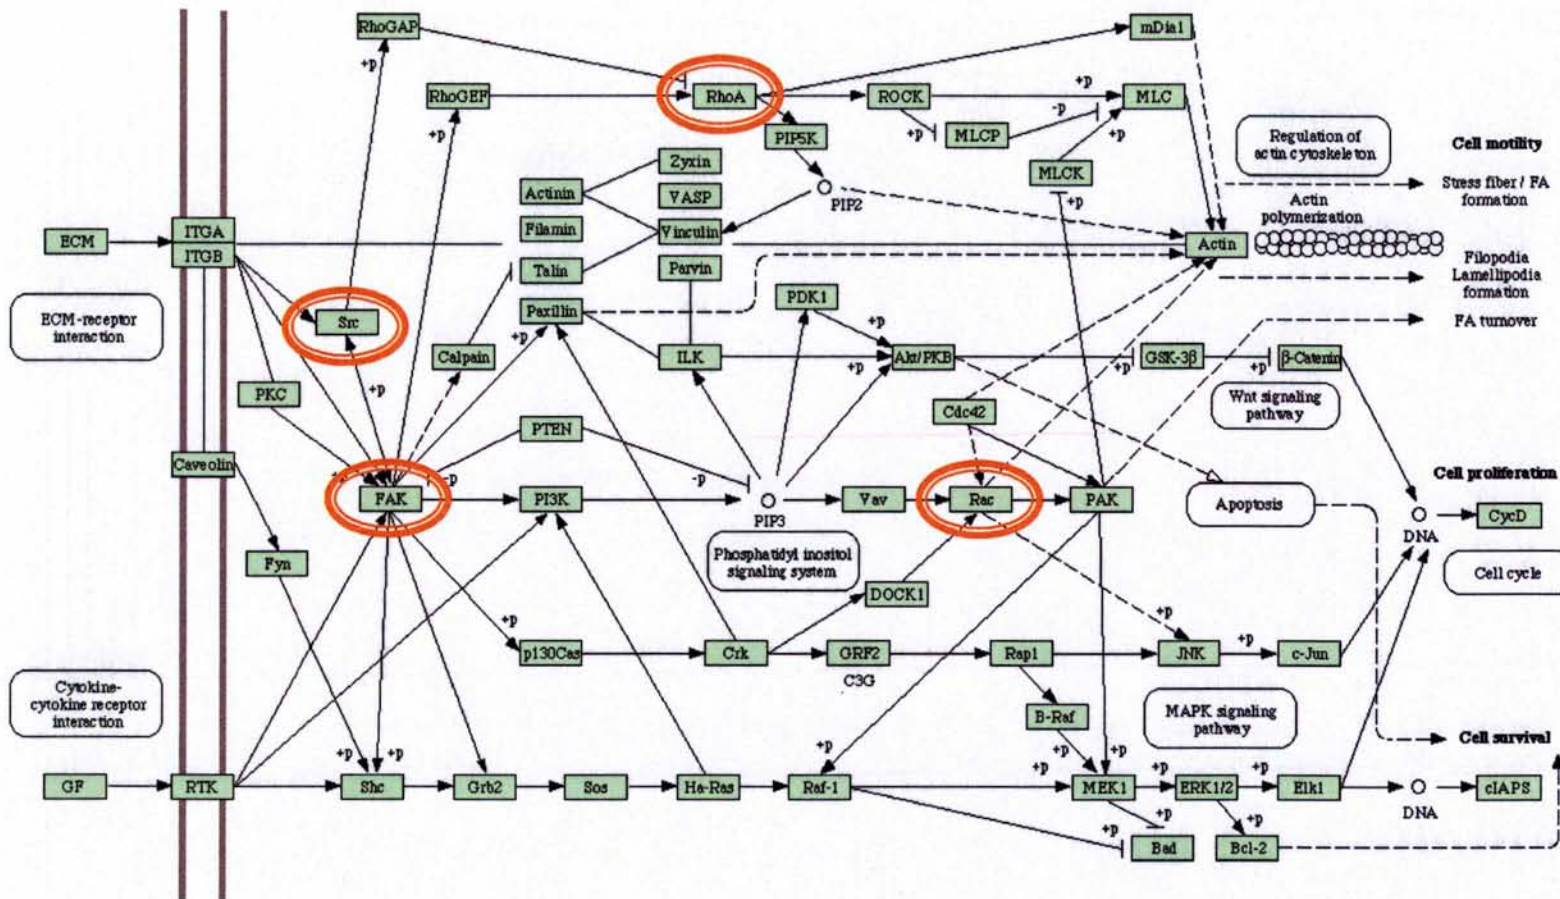 RhoGAP
mDia1
+p
RhoGEF
RhoA
ROCK
+p
MLC
-p
+p
PIP5K
+p
MLCP
+p
Regulation of
actin cytoskeleton
Cell motility
Zyxin
MLCK
Actinin
VASP
PIP2
+p
Stress fiber / FA
formation
Actin
polymerization
ITGA
Filamin
Vinculin
ECM
Actin
ITGB
Talin
Parvin
Filopodia
Lamellipodia
formation
PDK1
Paxillin
Src
ECM-receptor
interaction
+p
+p
FA turnover
Calpain
ILK
+p
Akt/PKB
+p
GSK-3β
+p
β-Catenin
+p
PKC
Wnt signaling
pathway
Cdc42
PTEN
Caveolin
-p
-p
Cell proliferation
FAK
PI3K
PIP3
Vav
Rac
PAK
Apoptosis
DNA
CycD
Phosphatidyl inositol
signaling system
Fyn
Cell cycle
DOCK1
+p
+p
+p
p130Cas
Crk
GRF2
C3G
Rap1
JNK
c-Jun
Cytokine-
cytokine receptor
interaction
B-Raf
MAPK signaling
pathway
+p
+p
+p
+p
+p
Cell survival
+p
+p
+p
GF
RTK
Shc
Grb2
Sos
Ha-Ras
Raf-1
MEK1
ERK1/2
Elk1
DNA
cIAPS
+p
+p
+p
Bad
Bcl-2